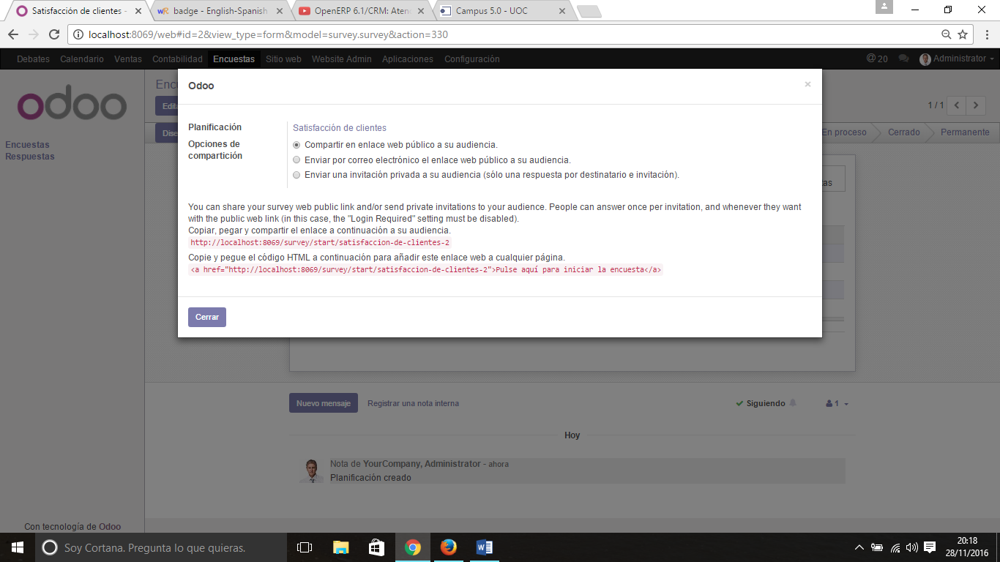 Satisfacción de clientes -
badge - English-Spanish
OpenERP 6.1/CRM: Aten
Campus 5.0 - UOC
localhost:8069/web#id=2&view_type=form&model=survey.survey&action=330
Debates Calendario Ventas Contabilidad Encuestas Sitio web Website Admin Aplicaciones Configuración @ 20 Administrator
odoo
Encuestas
Respuestas
Con tecnología de Odoo
Encu
Edita
1 / 1
Dise
En proceso Cerrado Permanente
Odoo ×
Planificación Satisfacción de clientes
Opciones de compartición
Compartir en enlace web público a su audiencia.
Enviar por correo electrónico el enlace web público a su audiencia.
Enviar una invitación privada a su audiencia (sólo una respuesta por destinatario e invitación).
You can share your survey web public link and/or send private invitations to your audience. People can answer once per invitation, and whenever they want
with the public web link (in this case, the "Login Required" setting must be disabled).
Copiar, pegar y compartir el enlace a continuación a su audiencia.
http://localhost:8069/survey/start/satisfaccion-de-clientes-2
Copie y pegue el código HTML a continuación para añadir este enlace web a cualquier página.
<a href="http://localhost:8069/survey/start/satisfaccion-de-clientes-2">Pulse aquí para iniciar la encuesta</a>
Cerrar
tas
Nuevo mensaje Registrar una nota interna Siguiendo 1
Hoy
Nota de YourCompany, Administrator - ahora
Planificación creado
Soy Cortana. Pregunta lo que quieras.
20:18
28/11/2016